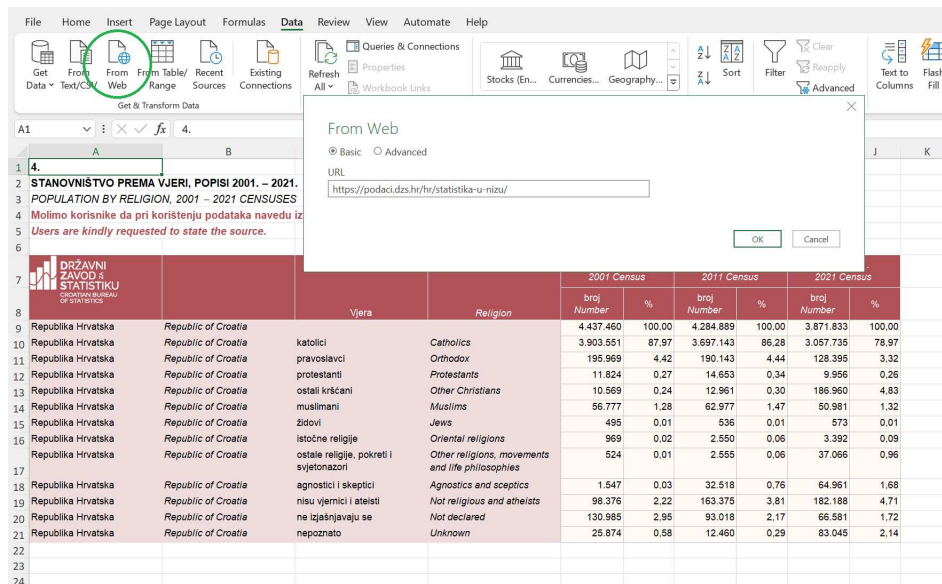 File Home Insert Page Layout Formulas Data Review View Automate Help
Get Data From Text/CSV From Web From Table/ Range Recent Sources Existing Connections
Get & Transform Data
Refresh All Queries & Connections
Properties
Workbook Links
Stocks (En... Currencies... Geography...
Sort
Filter
Clear
Reapply
Advanced
Text to Columns
Flash Fill
A1 fx 4.
From Web
Basic Advanced
URL
https://podaci.dzs.hr/hr/statistika-u-nizu/
OK Cancel
A B J K
1 4.
2 STANOVNIŠTVO PREMA VJERI, POPISI 2001. – 2021.
3 POPULATION BY RELIGION, 2001 – 2021 CENSUSES
4 Molimo korisnike da pri korištenju podataka navedu iz
5 Users are kindly requested to state the source.
6
7 DRŽAVNI ZAVOD ZA STATISTIKU CROATIAN BUREAU OF STATISTICS 2001 Census 2011 Census 2021 Census
8 Vjera Religion broj Number % broj Number % broj Number %
9 Republika Hrvatska Republic of Croatia 4.437.460 100,00 4.284.889 100,00 3.871.833 100,00
10 Republika Hrvatska Republic of Croatia katolici Catholics 3.903.551 87,97 3.697.143 86,28 3.057.735 78,97
11 Republika Hrvatska Republic of Croatia pravoslavci Orthodox 195.969 4,42 190.143 4,44 128.395 3,32
12 Republika Hrvatska Republic of Croatia protestanti Protestants 11.824 0,27 14.653 0,34 9.956 0,26
13 Republika Hrvatska Republic of Croatia ostali kršćani Other Christians 10.569 0,24 12.961 0,30 186.960 4,83
14 Republika Hrvatska Republic of Croatia muslimani Muslims 56.777 1,28 62.977 1,47 50.981 1,32
15 Republika Hrvatska Republic of Croatia židovi Jews 495 0,01 536 0,01 573 0,01
16 Republika Hrvatska Republic of Croatia istočne religije Oriental religions 969 0,02 2.550 0,06 3.392 0,09
17 Republika Hrvatska Republic of Croatia ostale religije, pokreti i svjetonazori Other religions, movements and life philosophies 524 0,01 2.555 0,06 37.066 0,96
18 Republika Hrvatska Republic of Croatia agnostici i skeptici Agnostics and sceptics 1.547 0,03 32.518 0,76 64.961 1,68
19 Republika Hrvatska Republic of Croatia nisu vjernici i ateisti Not religious and atheists 98.376 2,22 163.375 3,81 182.188 4,71
20 Republika Hrvatska Republic of Croatia ne izjašnjavaju se Not declared 130.985 2,95 93.018 2,17 66.581 1,72
21 Republika Hrvatska Republic of Croatia nepoznato Unknown 25.874 0,58 12.460 0,29 83.045 2,14
22
23
24